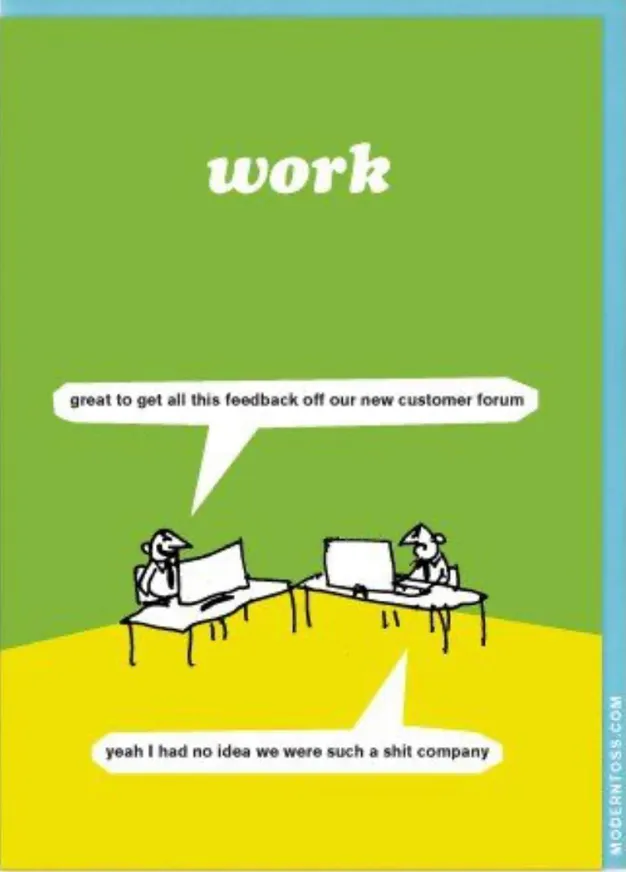 work
great to get all this feedback off our new customer forum
yeah I had no idea we were such a shit company
MODERNTOSS.COM